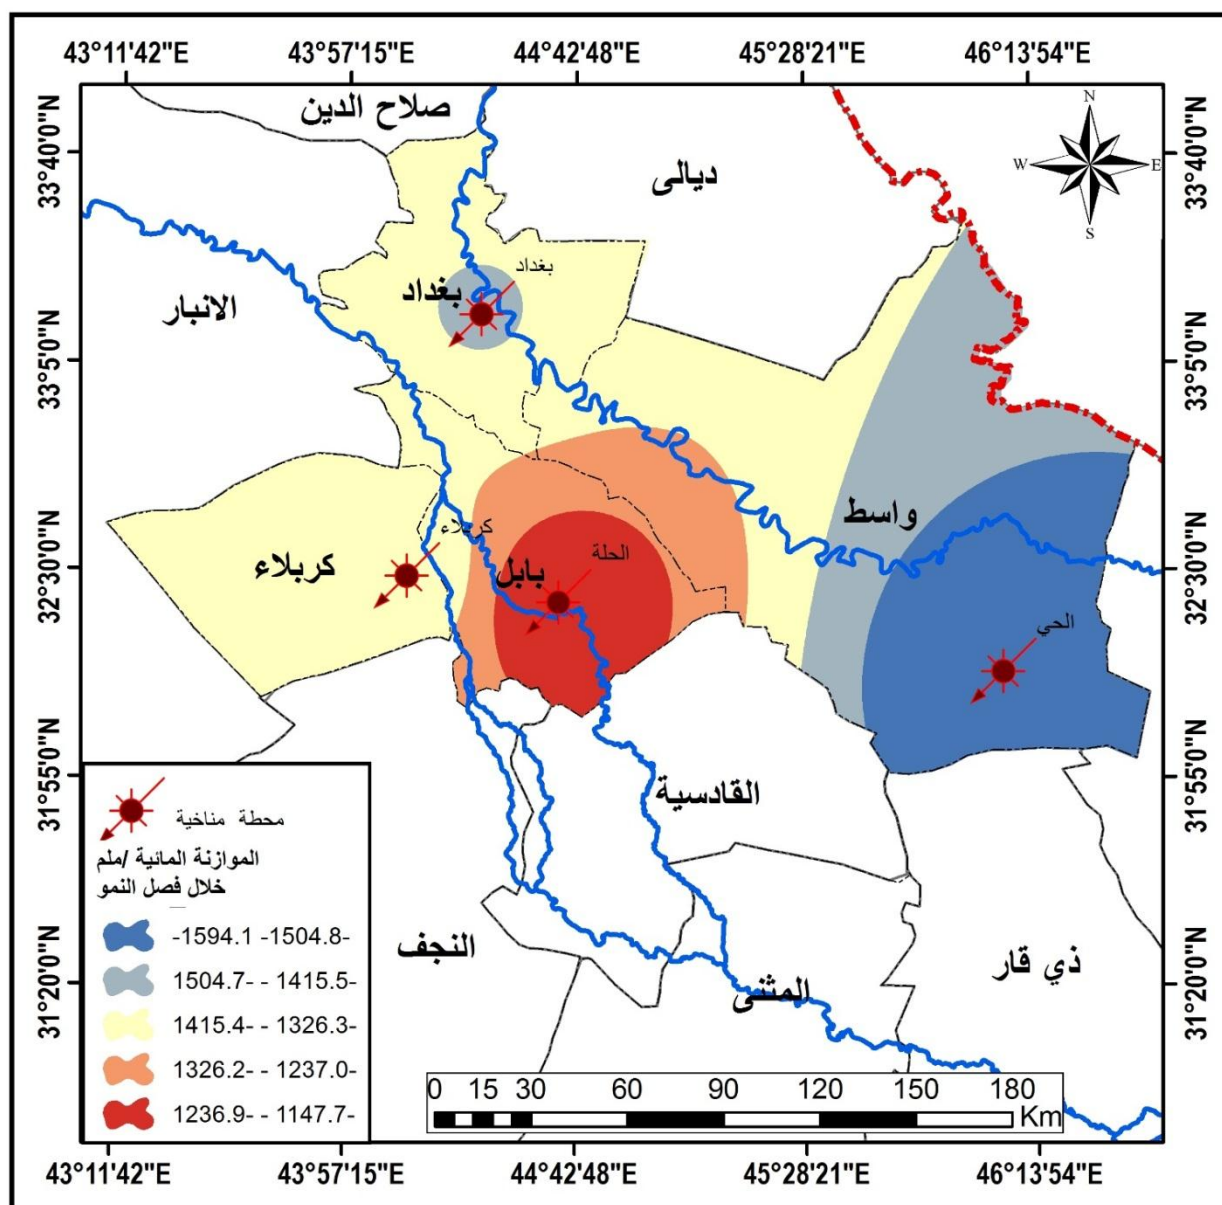 43°11'42"E 43°57'15"E 44°42'48"E 45°28'21"E 46°13'54"E
33°40'0"N
33°5'0"N
32°30'0"N
31°55'0"N
31°20'0"N
33°40'0"N
33°5'0"N
32°30'0"N
31°55'0"N
31°20'0"N
N
W E
S
صلاح الدين
ديالى
بغداد
بغداد
الانبار
واسط
كربلاء
كربلاء
الحلة
بابل
الحي
القادسية
النجف
ذي قار
المثنى
محطة مناخية
الموازنة المائية /ملم
خلال فصل النمو
-1594.1 -1504.8-
1504.7- - 1415.5-
1415.4- - 1326.3-
1326.2- - 1237.0-
1236.9- - 1147.7-
0 15 30 60 90 120 150 180
Km
43°11'42"E 43°57'15"E 44°42'48"E 45°28'21"E 46°13'54"E